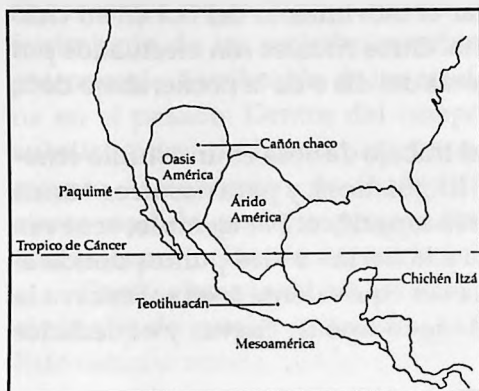 Cañón chaco
Oasis
América
Paquimé
Árido
América
Tropico de Cáncer
Chichén Itzá
Teotihuacán
Mesoamérica